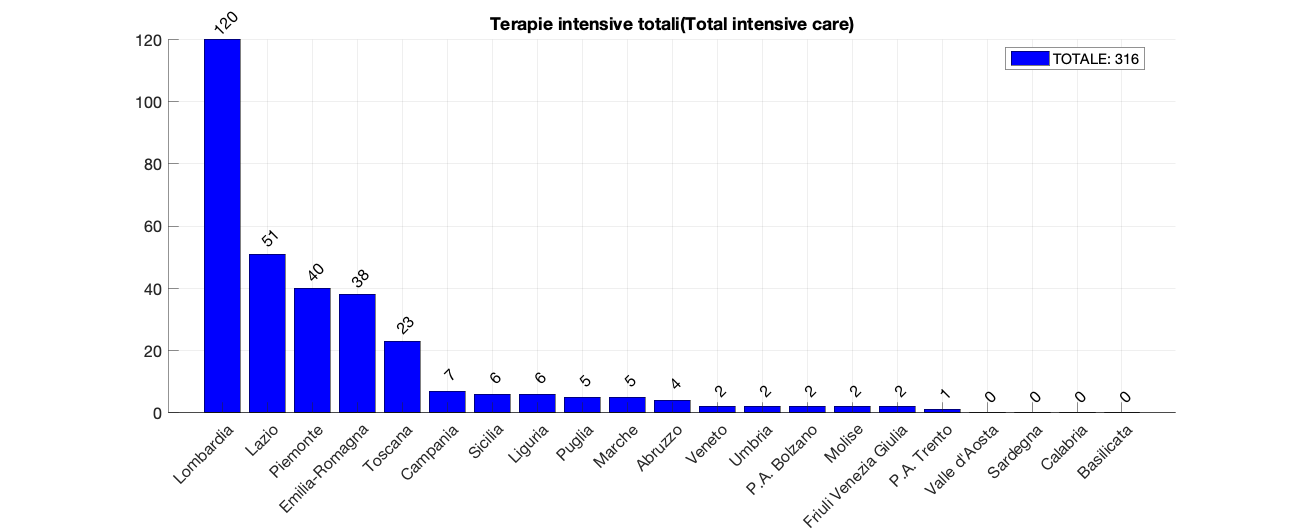 Terapie intensive totali(Total intensive care)
TOTALE: 316
120
100
80
60
40
20
0
120
51
40
38
23
7
6
6
5
5
4
2
2
2
2
2
1
0
0
0
0
Lombardia
Lazio
Piemonte
Emilia-Romagna
Toscana
Campania
Sicilia
Liguria
Puglia
Marche
Abruzzo
Veneto
Umbria
P.A. Bolzano
Molise
Friuli Venezia Giulia
P.A. Trento
Valle d'Aosta
Sardegna
Calabria
Basilicata